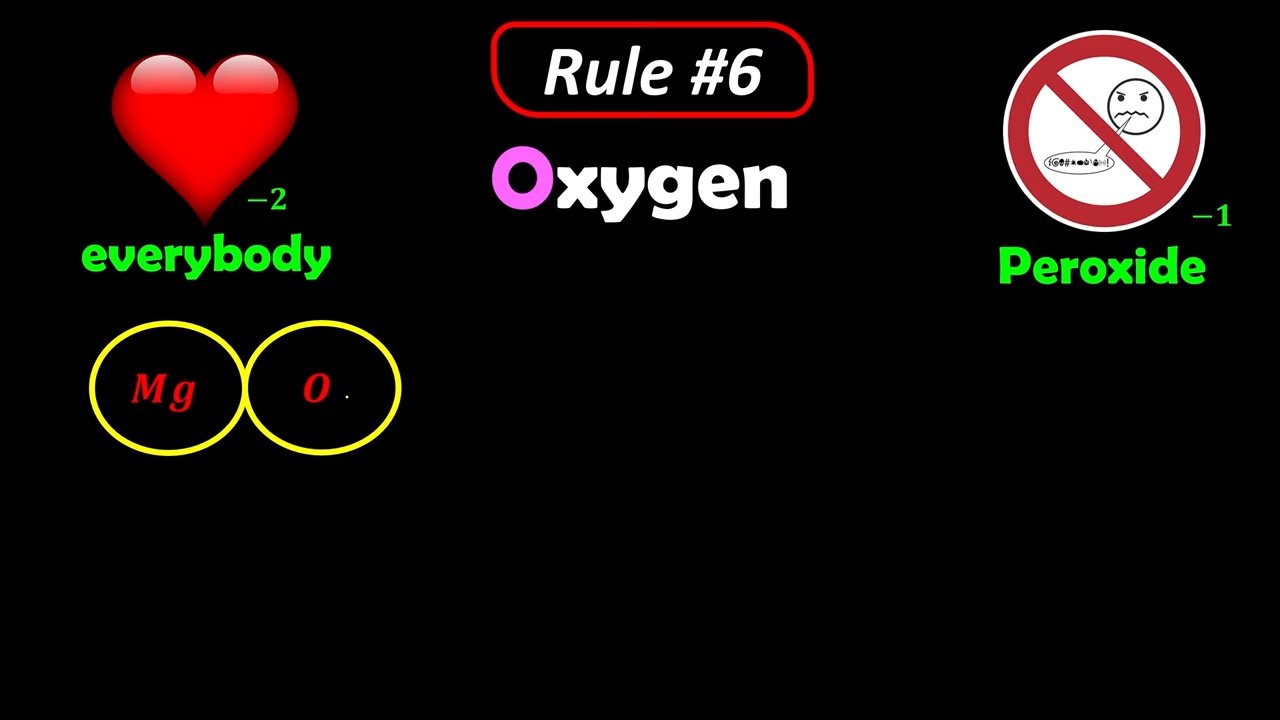 Rule #6
Oxygen
−2
everybody
−1
Peroxide
Mg O